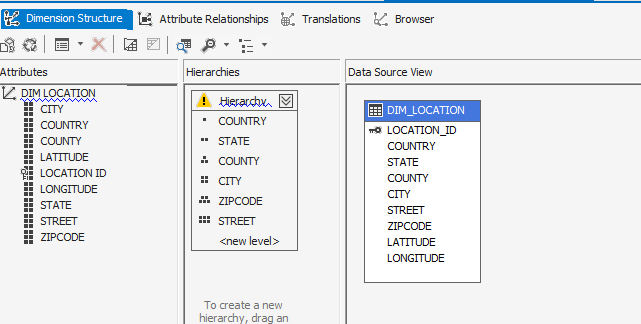 Dimension Structure Attribute Relationships Translations Browser
Attributes
DIM LOCATION
CITY
COUNTRY
COUNTY
LATITUDE
LOCATION ID
LONGITUDE
STATE
STREET
ZIPCODE
Hierarchies
Hierarchy
COUNTRY
STATE
COUNTY
CITY
ZIPCODE
STREET
<new level>
To create a new
hierarchy, drag an
Data Source View
DIM_LOCATION
LOCATION_ID
COUNTRY
STATE
COUNTY
CITY
STREET
ZIPCODE
LATITUDE
LONGITUDE